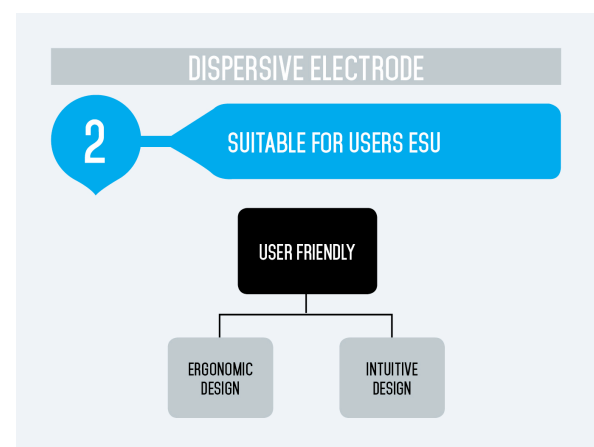 DISPERSIVE ELECTRODE
2
SUITABLE FOR USERS ESU
USER FRIENDLY
ERGONOMIC
DESIGN
INTUITIVE
DESIGN